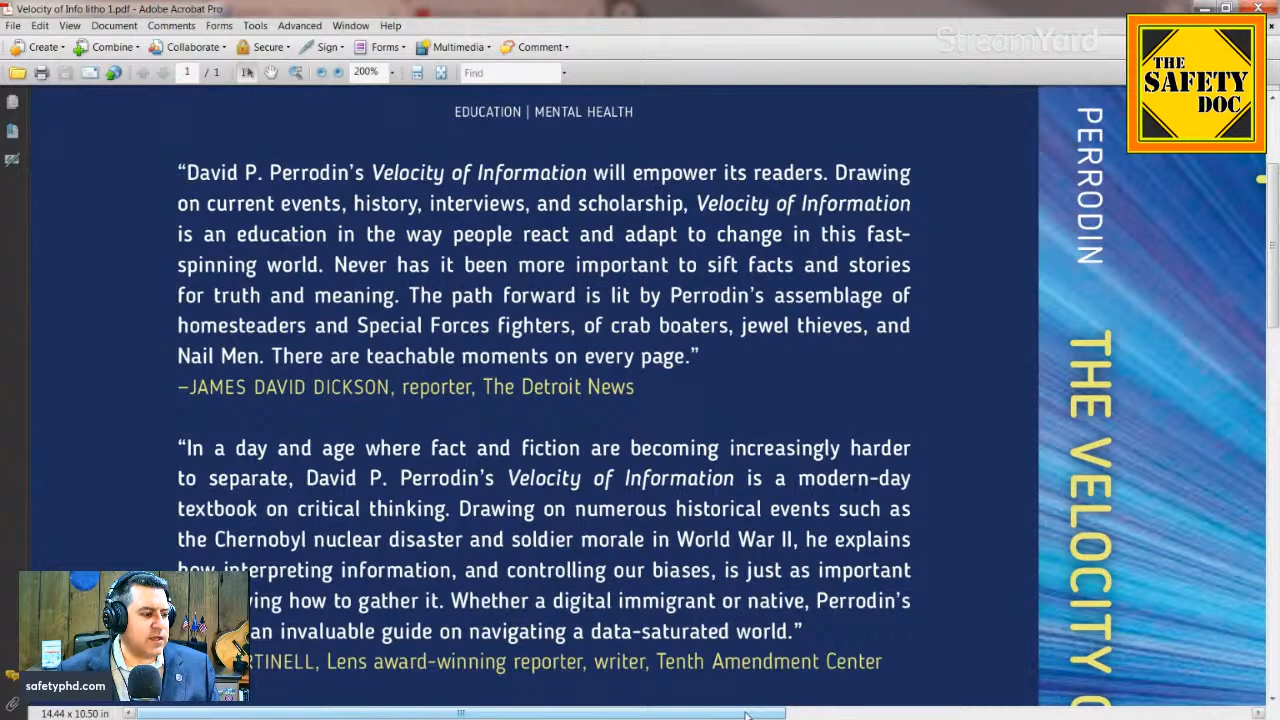 Velocity of Info litho 1.pdf - Adobe Acrobat Pro
File Edit View Document Comments Forms Tools Advanced Window Help
Create Combine Collaborate Secure Sign Forms Multimedia Comment
1 / 1 200% Find
StreamYard
THE
SAFETY
DOC
EDUCATION | MENTAL HEALTH
“David P. Perrodin’s Velocity of Information will empower its readers. Drawing
on current events, history, interviews, and scholarship, Velocity of Information
is an education in the way people react and adapt to change in this fast-
spinning world. Never has it been more important to sift facts and stories
for truth and meaning. The path forward is lit by Perrodin’s assemblage of
homesteaders and Special Forces fighters, of crab boaters, jewel thieves, and
Nail Men. There are teachable moments on every page.”
–JAMES DAVID DICKSON, reporter, The Detroit News
“In a day and age where fact and fiction are becoming increasingly harder
to separate, David P. Perrodin’s Velocity of Information is a modern-day
textbook on critical thinking. Drawing on numerous historical events such as
the Chernobyl nuclear disaster and soldier morale in World War II, he explains
how interpreting information, and controlling our biases, is just as important
ing how to gather it. Whether a digital immigrant or native, Perrodin’s
an invaluable guide on navigating a data-saturated world.”
RTINELL, Lens award-winning reporter, writer, Tenth Amendment Center
PERRODIN
THE VELOCITY O
safetyphd.com
14.44 x 10.50 in